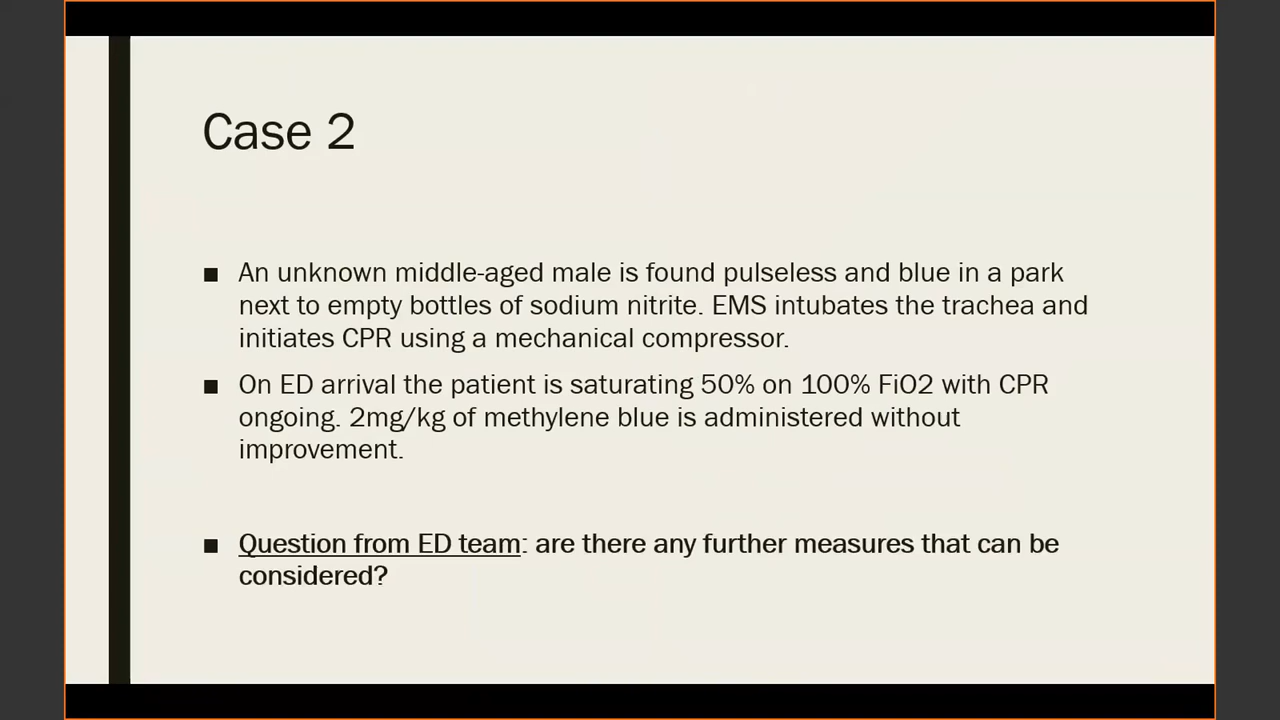 Case 2
■ An unknown middle-aged male is found pulseless and blue in a park
next to empty bottles of sodium nitrite. EMS intubates the trachea and
initiates CPR using a mechanical compressor.
■ On ED arrival the patient is saturating 50% on 100% FiO2 with CPR
ongoing. 2mg/kg of methylene blue is administered without
improvement.
■ Question from ED team: are there any further measures that can be
considered?